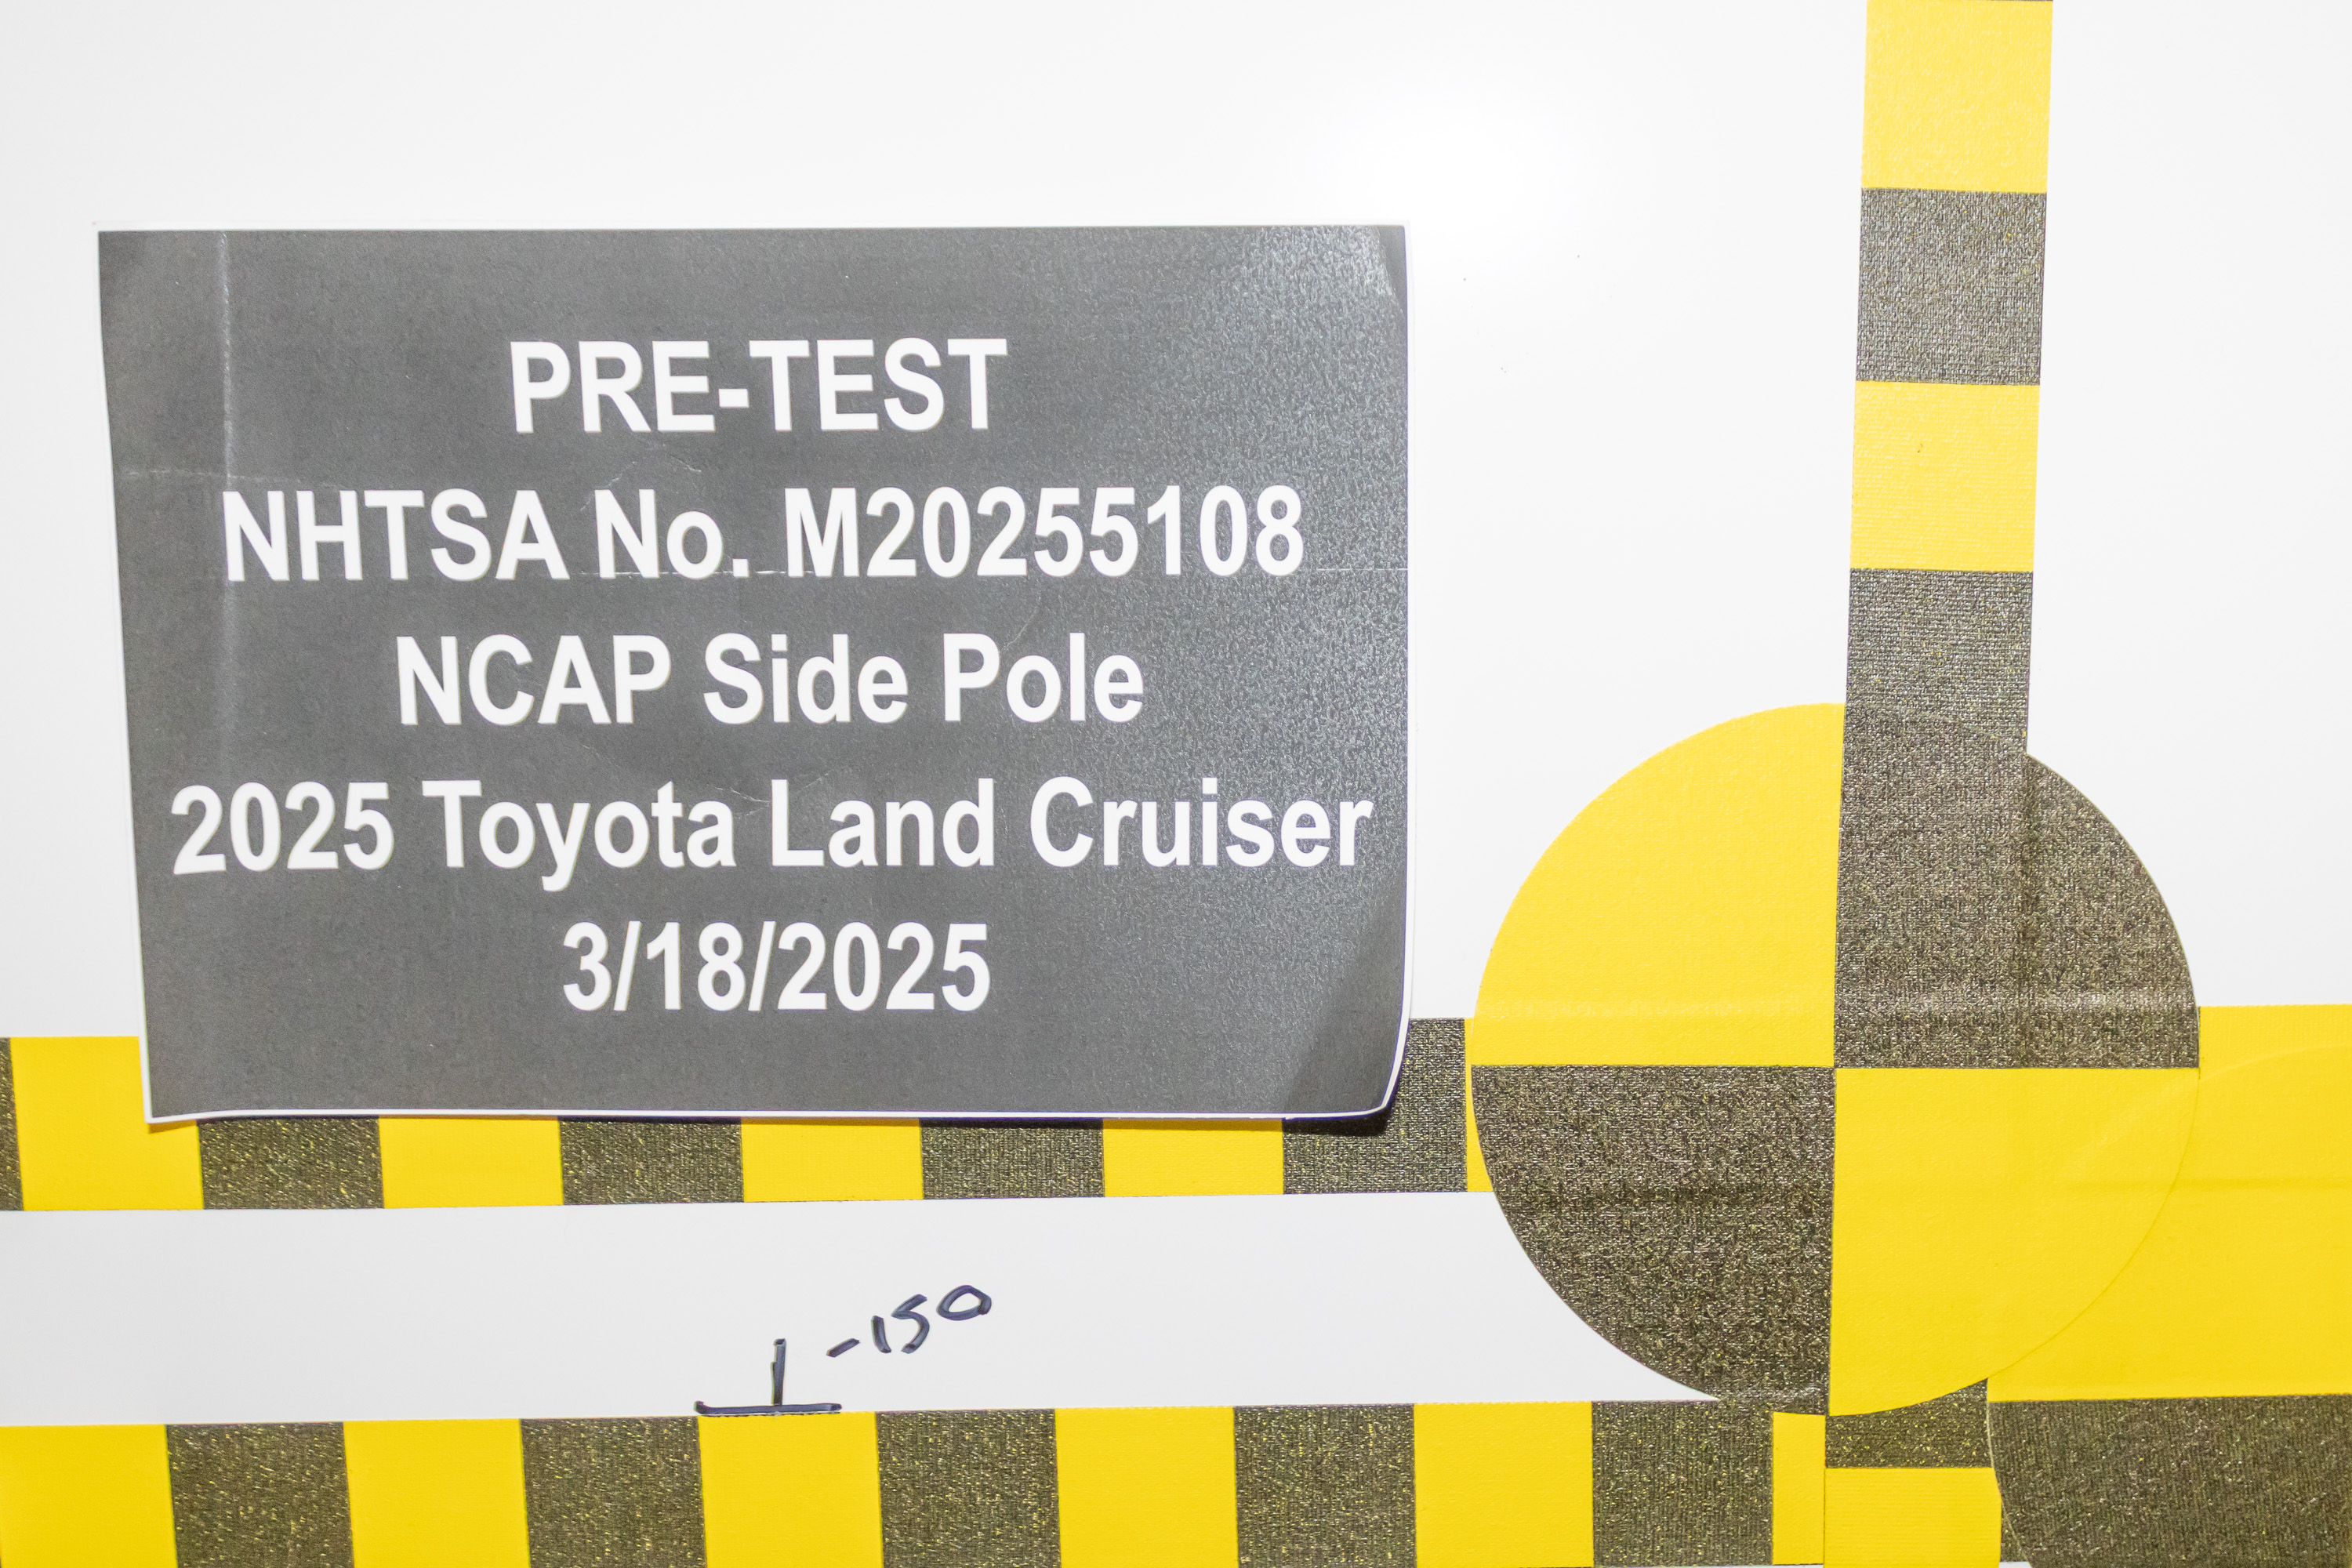 PRE-TEST
NHTSA No. M20255108
NCAP Side Pole
2025 Toyota Land Cruiser
3/18/2025
-150